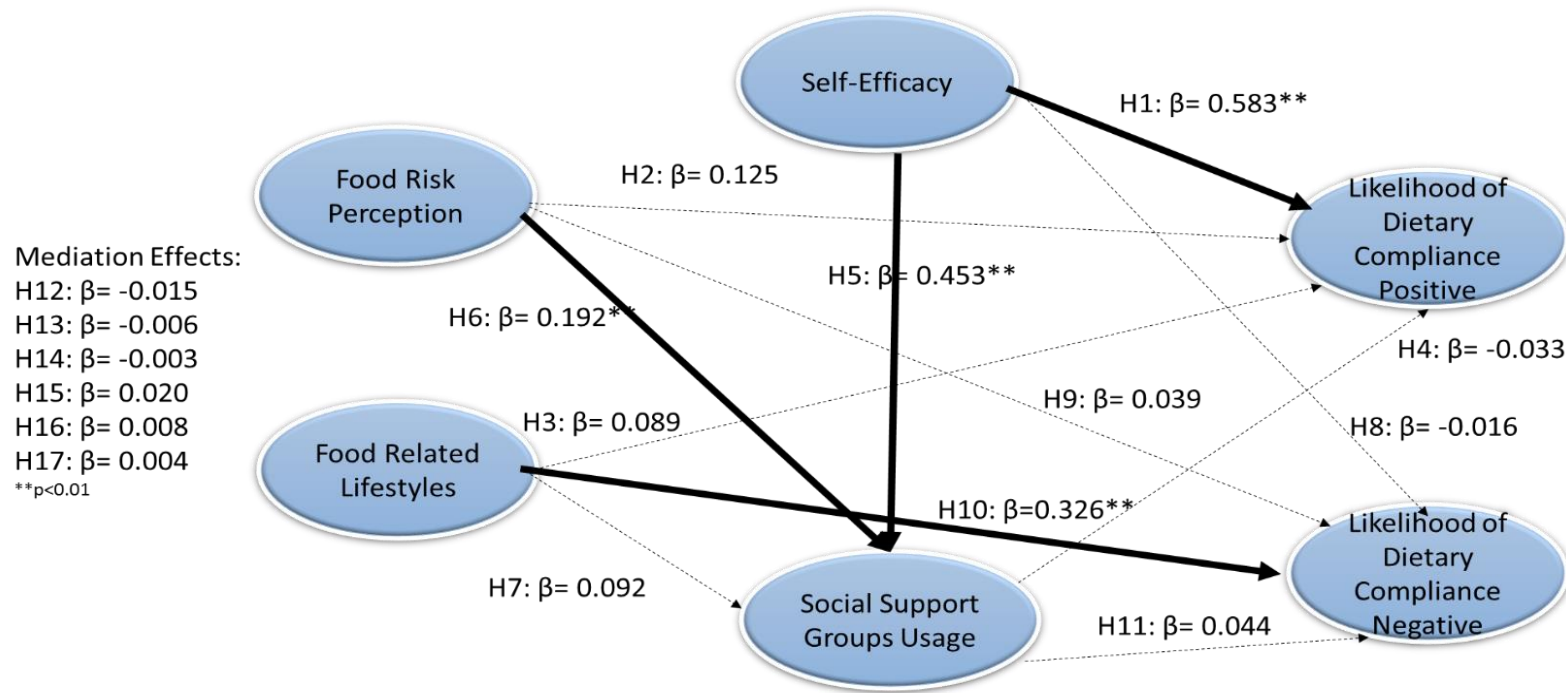 Self-Efficacy
H1: β= 0.583**
Food Risk
Perception
H2: β= 0.125
Likelihood of
Dietary
Compliance
Positive
Mediation Effects:
H12: β= -0.015
H13: β= -0.006
H14: β= -0.003
H15: β= 0.020
H16: β= 0.008
H17: β= 0.004
**p<0.01
H5: β= 0.453**
H6: β= 0.192**
H4: β= -0.033
H9: β= 0.039
H3: β= 0.089
H8: β= -0.016
Food Related
Lifestyles
H10: β=0.326**
Likelihood of
Dietary
Compliance
Negative
H7: β= 0.092
Social Support
Groups Usage
H11: β= 0.044